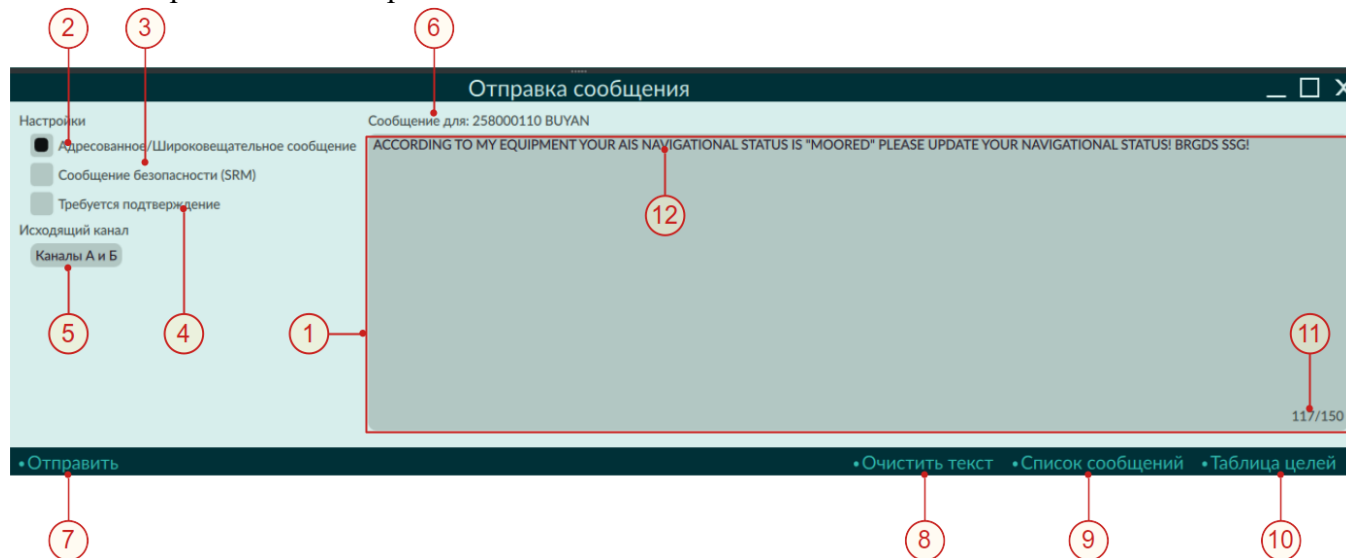 2 3 6
Отправка сообщения
Настройки
Сообщение для: 258000110 BUYAN
Адресованное/Широковещательное сообщение
ACCORDING TO MY EQUIPMENT YOUR AIS NAVIGATIONAL STATUS IS "MOORED" PLEASE UPDATE YOUR NAVIGATIONAL STATUS! BRGDS SSG!
Сообщение безопасности (SRM)
Требуется подтверждение
12
Исходящий канал
Каналы А и Б
5 4 1 11
117/150
•Отправить •Очистить текст •Список сообщений •Таблица целей
7 8 9 10